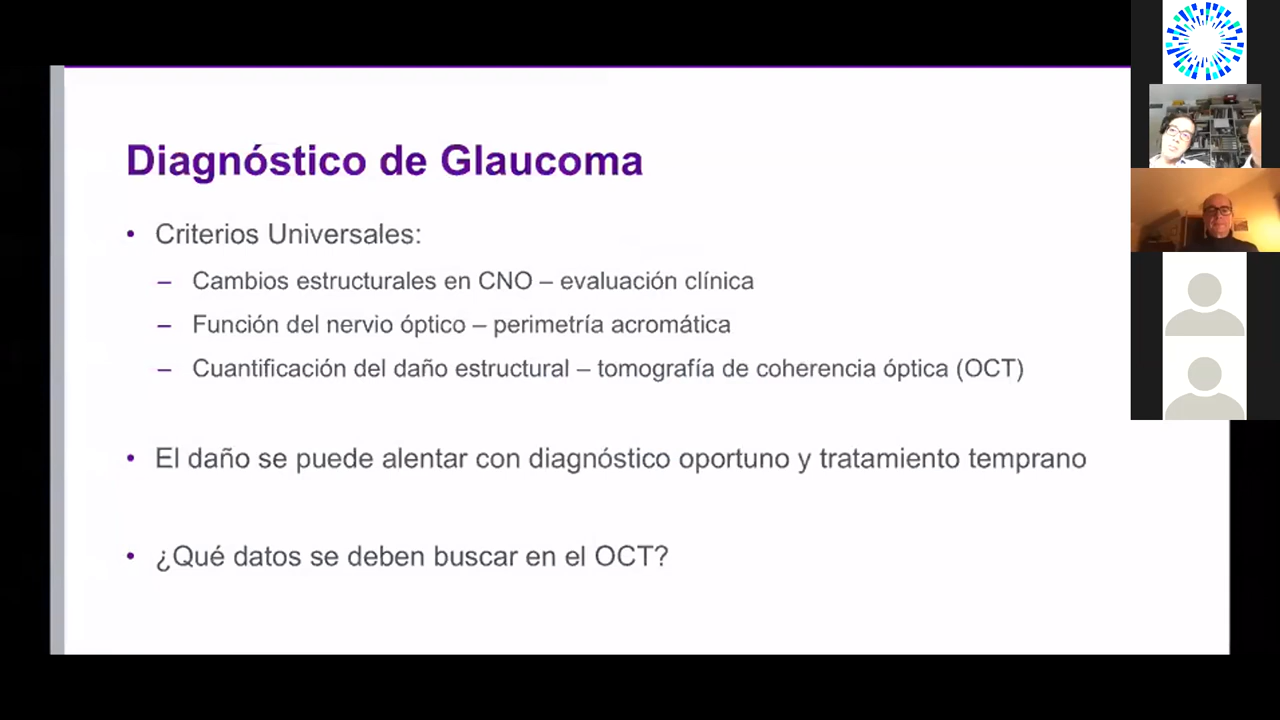 Diagnóstico de Glaucoma
• Criterios Universales:
– Cambios estructurales en CNO – evaluación clínica
– Función del nervio óptico – perimetría acromática
– Cuantificación del daño estructural – tomografía de coherencia óptica (OCT)
• El daño se puede alentar con diagnóstico oportuno y tratamiento temprano
• ¿Qué datos se deben buscar en el OCT?